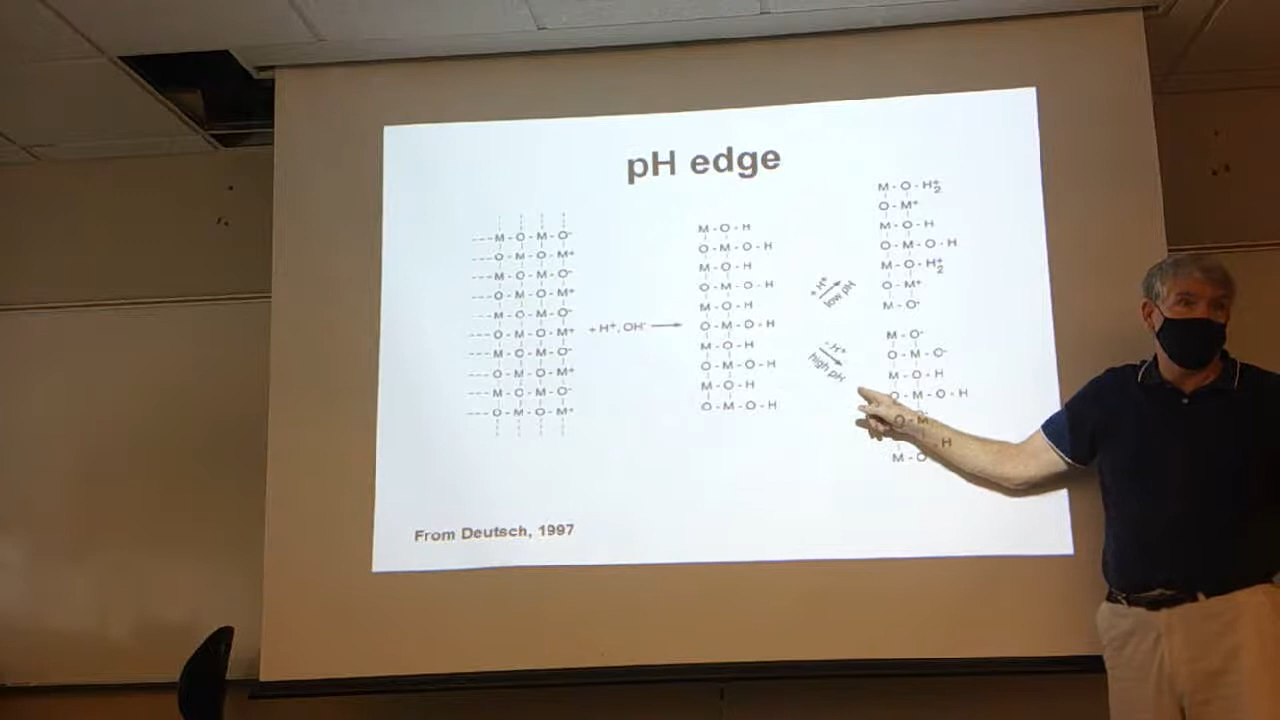 pH edge
---M-O-M-O-
---O-M-O-M+
---M-O-M-O-
---O-M-O-M+
---M-O-M-O-
---O-M-O-M+
---M-O-M-O-
---O-M-O-M+
---M-O-M-O-
---O-M-O-M+
+H+, OH-
M-O-H
O-M-O-H
M-O-H
O-M-O-H
M-O-H
O-M-O-H
M-O-H
O-M-O-H
M-O-H
O-M-O-H
+H+
low pH
-H+
high pH
M-O-H2+
O-M+
M-O-H
O-M-O-H
M-O-H2+
O-M+
M-O-
M-O-
O-M-O-
M-O-H
O-M-O-H
O-M
-H
M-O
From Deutsch, 1997